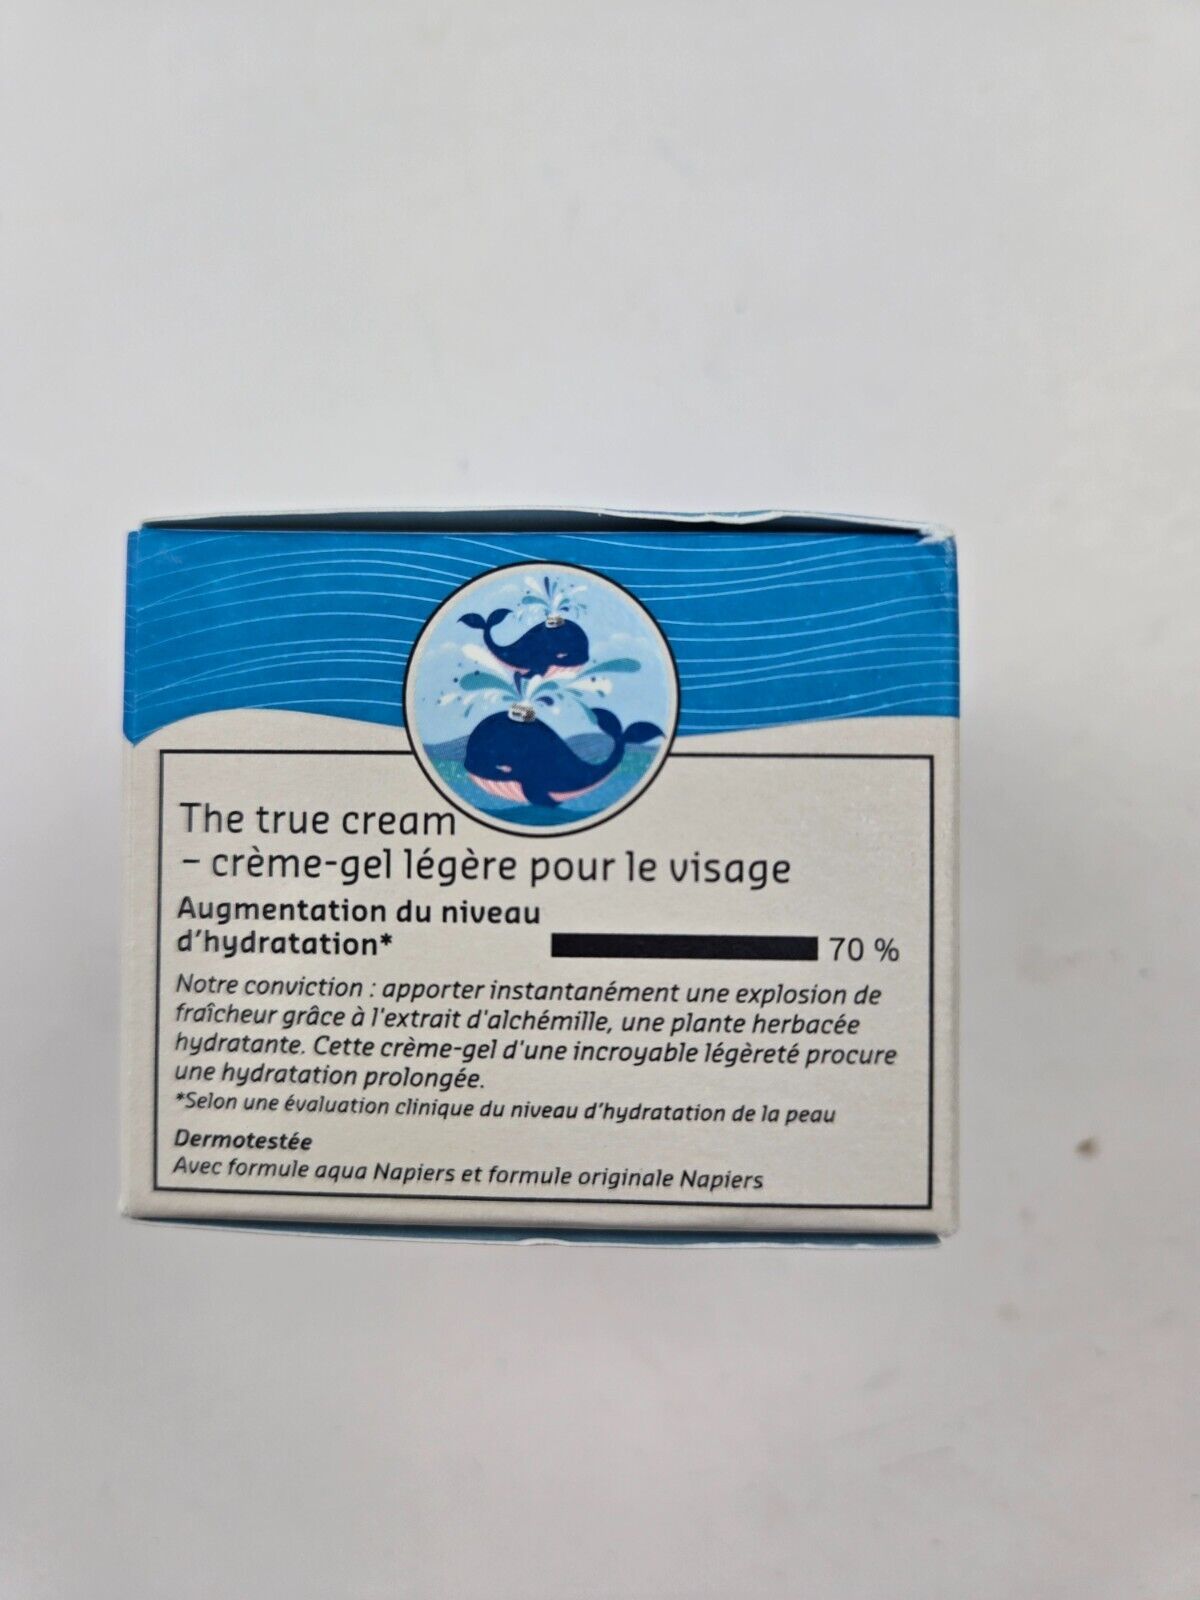 The true cream
– crème-gel légère pour le visage
Augmentation du niveau
d'hydratation*
70 %
Notre conviction : apporter instantanément une explosion de
fraîcheur grâce à l'extrait d'alchémille, une plante herbacée
hydratante. Cette crème-gel d'une incroyable légèreté procure
une hydratation prolongée.
*Selon une évaluation clinique du niveau d'hydratation de la peau
Dermotestée
Avec formule aqua Napiers et formule originale Napiers